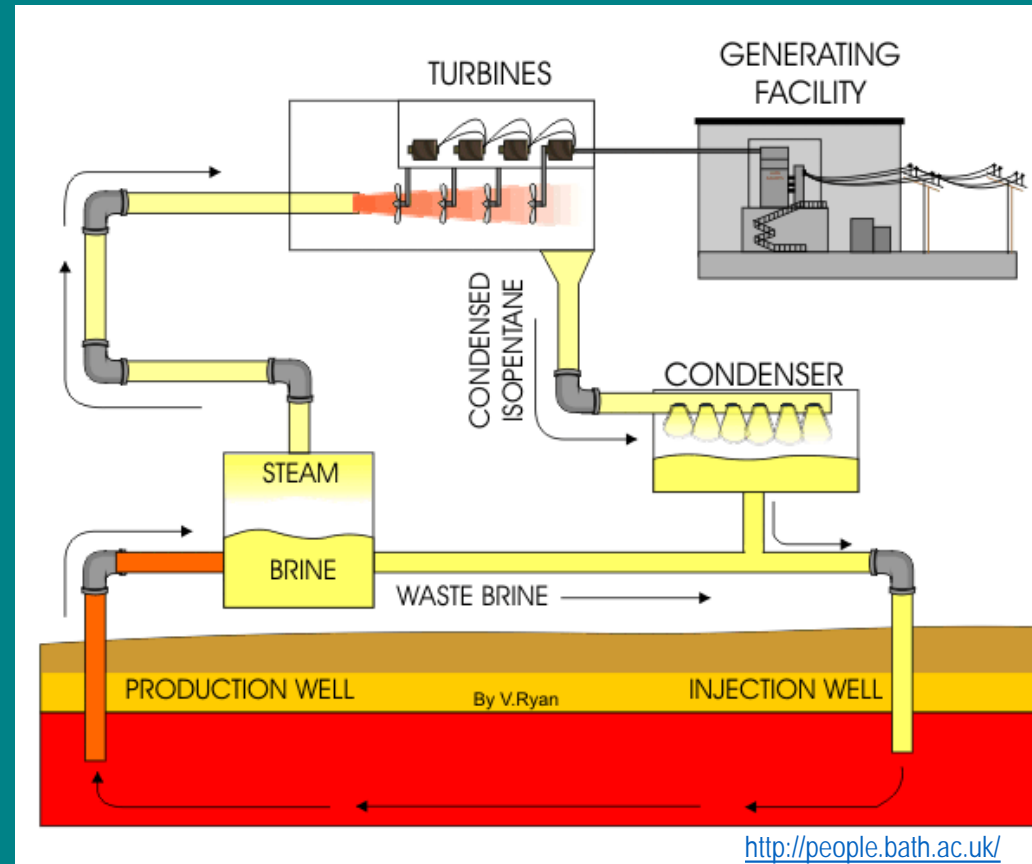 TURBINES
GENERATING
FACILITY
CONDENSED
ISOPENTANE
CONDENSER
STEAM
BRINE
WASTE BRINE
PRODUCTION WELL
By V.Ryan
INJECTION WELL
http://people.bath.ac.uk/